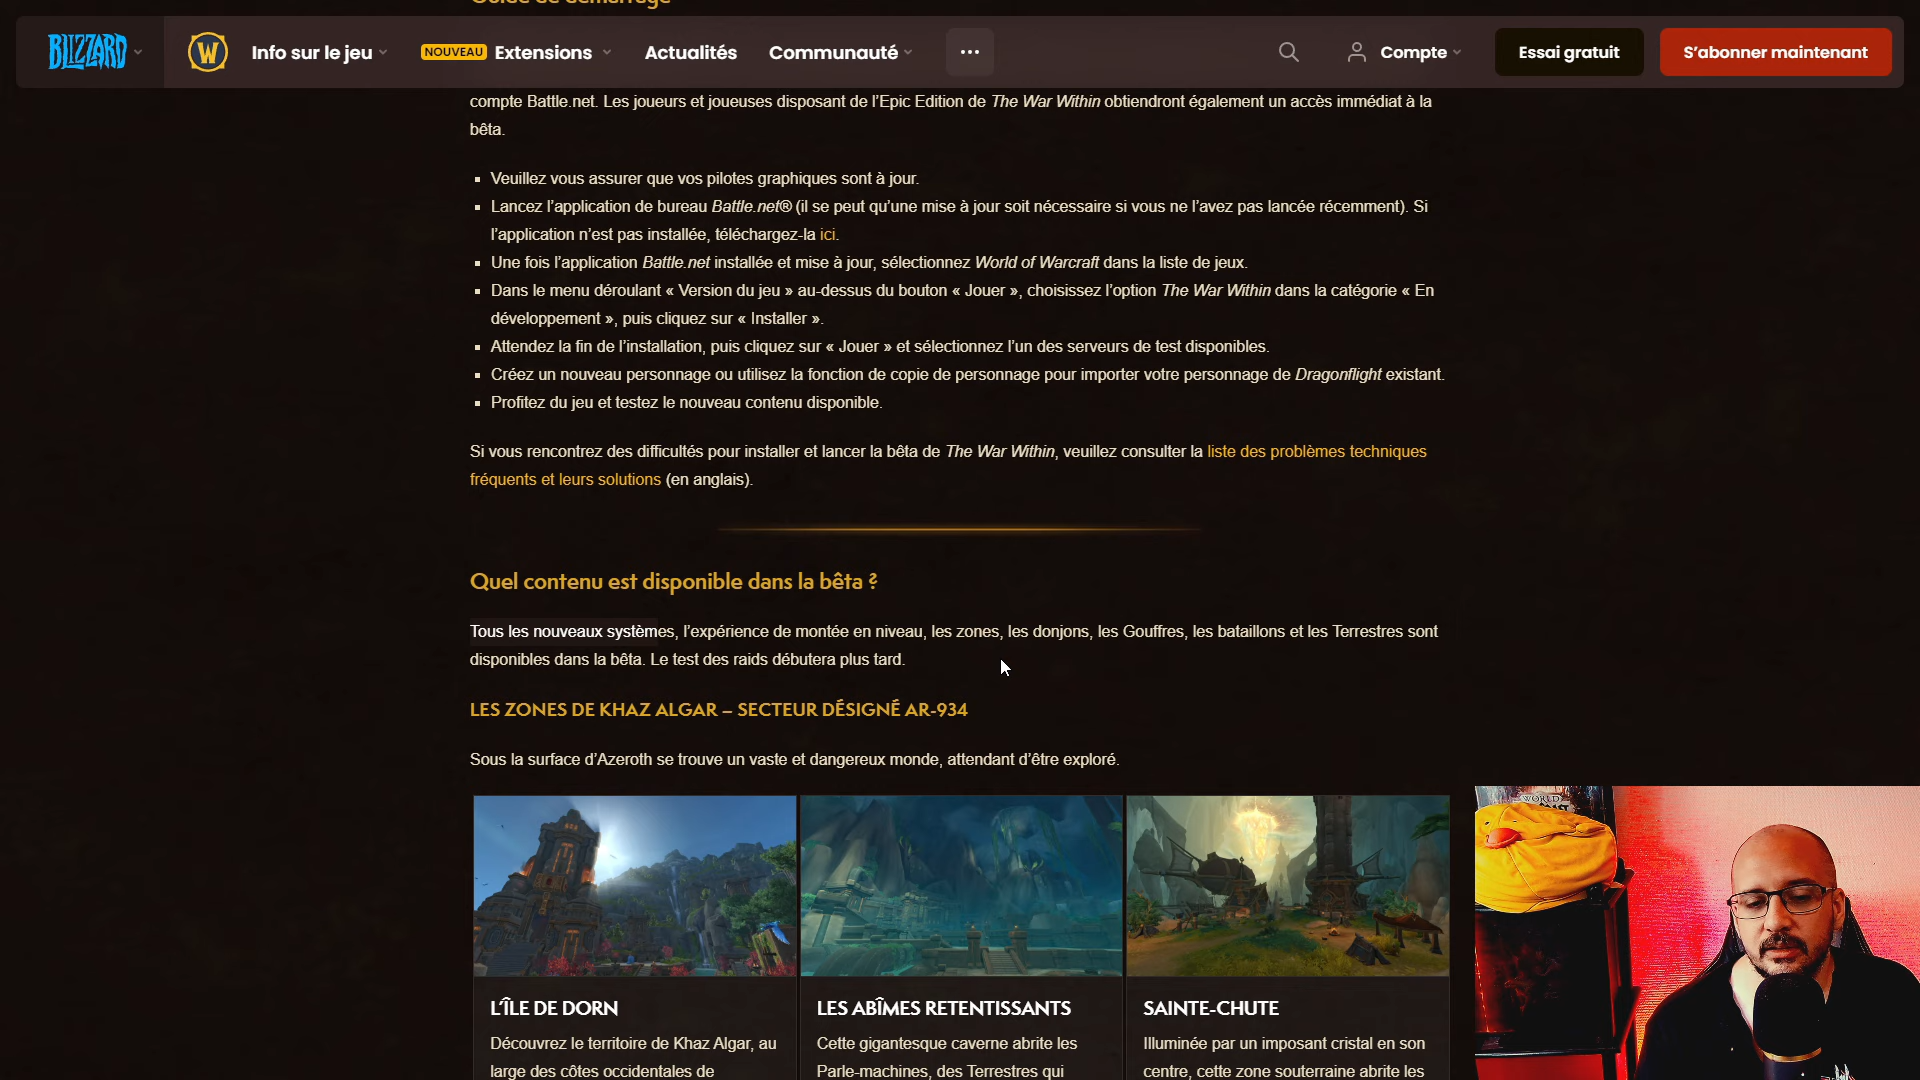 Guide de démarrage
BLIZZARD
W
Info sur le jeu
NOUVEAU
Extensions
Actualités
Communauté
Compte
Essai gratuit
S'abonner maintenant
compte Battle.net. Les joueurs et joueuses disposant de l'Epic Edition de The War Within obtiendront également un accès immédiat à la
bêta.
Veuillez vous assurer que vos pilotes graphiques sont à jour.
Lancez l'application de bureau Battle.net® (il se peut qu'une mise à jour soit nécessaire si vous ne l'avez pas lancée récemment). Si
l'application n'est pas installée, téléchargez-la ici.
Une fois l'application Battle.net installée et mise à jour, sélectionnez World of Warcraft dans la liste de jeux.
Dans le menu déroulant « Version du jeu » au-dessus du bouton « Jouer », choisissez l'option The War Within dans la catégorie « En
développement », puis cliquez sur « Installer ».
Attendez la fin de l'installation, puis cliquez sur « Jouer » et sélectionnez l'un des serveurs de test disponibles.
Créez un nouveau personnage ou utilisez la fonction de copie de personnage pour importer votre personnage de Dragonflight existant.
Profitez du jeu et testez le nouveau contenu disponible.
Si vous rencontrez des difficultés pour installer et lancer la bêta de The War Within, veuillez consulter la liste des problèmes techniques
fréquents et leurs solutions (en anglais).
Quel contenu est disponible dans la bêta ?
Tous les nouveaux systèmes, l'expérience de montée en niveau, les zones, les donjons, les Gouffres, les bataillons et les Terrestres sont
disponibles dans la bêta. Le test des raids débutera plus tard.
LES ZONES DE KHAZ ALGAR – SECTEUR DÉSIGNÉ AR-934
Sous la surface d'Azeroth se trouve un vaste et dangereux monde, attendant d'être exploré.
L'ÎLE DE DORN
Découvrez le territoire de Khaz Algar, au
large des côtes occidentales de
LES ABÎMES RETENTISSANTS
Cette gigantesque caverne abrite les
Parle-machines, des Terrestres qui
SAINTE-CHUTE
Illuminée par un imposant cristal en son
centre, cette zone souterraine abrite les
WORLD